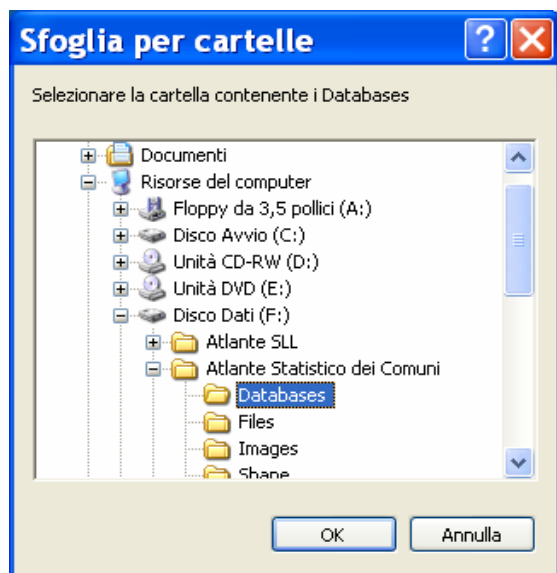 Sfoglia per cartelle
Selezionare la cartella contenente i Databases
Documenti
Risorse del computer
Floppy da 3,5 pollici (A:)
Disco Avvio (C:)
Unità CD-RW (D:)
Unità DVD (E:)
Disco Dati (F:)
Atlante SLL
Atlante Statistico dei Comuni
Databases
Files
Images
Shape
OK
Annulla